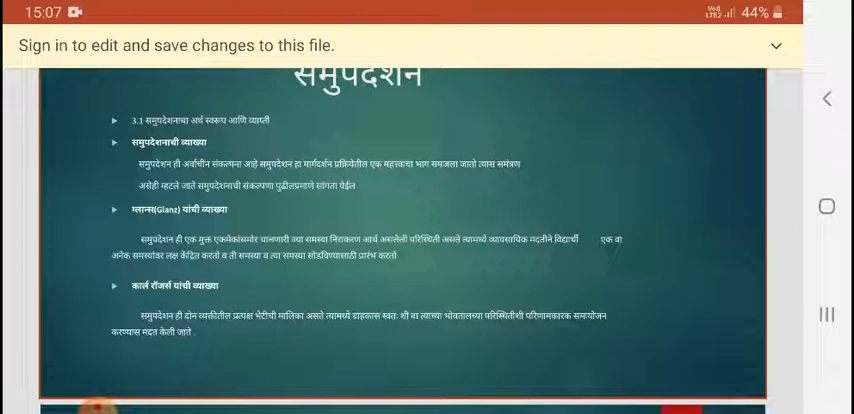 15:07
Vo) LTE2 44%
Sign in to edit and save changes to this file.
समुपदेशन
3.1 समुपदेशनाचा अर्थ स्वरूप आणि व्याप्ती
समुपदेशनाची व्याख्या
समुपदेशन ही अर्वाचीन संकल्पना आहे समुपदेशन हा मार्गदर्शन प्रक्रियेतील एक महत्त्वाचा भाग समजला जातो त्यास समंत्रण
असेही म्हटले जाते समुपदेशनाची संकल्पणा पुढीलप्रमाणे सांगता येईल
ग्लान्स(Glanz) यांची व्याख्या
समुपदेशन ही एक मुक्त एकमेकांसमोर चालणारी व्या समस्या निराकरण आर्थ असलेली परिस्थिती असते त्यामध्ये व्यावसायिक मदतीने विद्यार्थी एक वा
अनेक समस्यांवर लक्ष केंद्रित करतो व ती समस्या व त्या समस्या सोडविण्यासाठी प्रारंभ करतो
कार्ल रॉजर्स यांची व्याख्या
समुपदेशन ही दोन व्यक्तीतील प्रत्यक्ष भेटीची मालिका असते त्यामध्ये ग्राहकास स्वतः शी वा त्याच्या भोवतालच्या परिस्थितीशी परिणामकारक समायोजन
करण्यास मदत केली जाते .